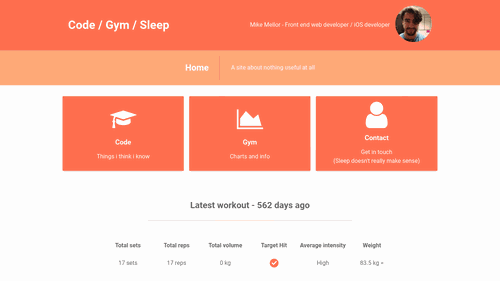 Code / Gym / Sleep
Mike Mellor - Front end web developer / iOS developer
Home
A site about nothing useful at all
Code
Things i think i know
Gym
Charts and info
Contact
Get in touch
(Sleep doesn't really make sense)
Latest workout - 562 days ago
Total sets Total reps Total volume Target Hit Average intensity Weight
17 sets 17 reps 0 kg High 83.5 kg =